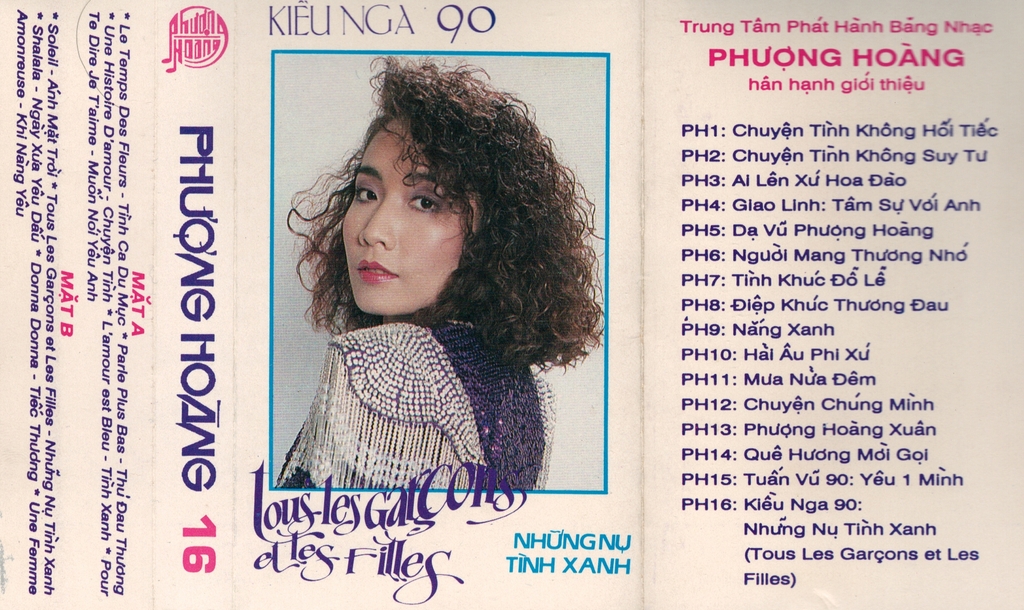 * Le Temps Des Fleurs - Tình Ca Du Mục * Parle Plus Bas - Thú Đau Thương
* Une Histoire D'amour - Chuyện Tình * L'amour est Bleu - Tình Xanh * Pour
Te Dire Je T'aime - Muốn Nói Yêu Anh
MẶT A
* Soleil - Ánh Mặt Trời * Tous Les Garçons et Les Filles - Những Nụ Tình Xanh
* Shalala - Ngày Xưa Yêu Dấu * Donna Donna - Tiếc Thương * Une Femme
Amorreuse - Khi Nàng Yêu
MẶT B
Phượng
Hoàng
PHƯỢNG HOÀNG 16
KIỀU NGA 90
tous-les Garçons
et Les-Filles
NHỮNG NỤ
TÌNH XANH
Trung Tâm Phát Hành Băng Nhạc
PHƯỢNG HOÀNG
hân hạnh giới thiệu
PH1: Chuyện Tình Không Hối Tiếc
PH2: Chuyện Tình Không Suy Tư
PH3: Ai Lên Xứ Hoa Đào
PH4: Giao Linh: Tâm Sự Với Anh
PH5: Dạ Vũ Phượng Hoàng
PH6: Người Mang Thương Nhớ
PH7: Tình Khúc Đổ Lể
PH8: Điệp Khức Thương Đau
PH9: Nắng Xanh
PH10: Hải Âu Phi Xứ
PH11: Mưa Nửa Đêm
PH12: Chuyện Chúng Mình
PH13: Phượng Hoàng Xuân
PH14: Quê Hương Mời Gọi
PH15: Tuấn Vũ 90: Yêu 1 Mình
PH16: Kiều Nga 90:
Những Nụ Tình Xanh
(Tous Les Garçons et Les
Filles)